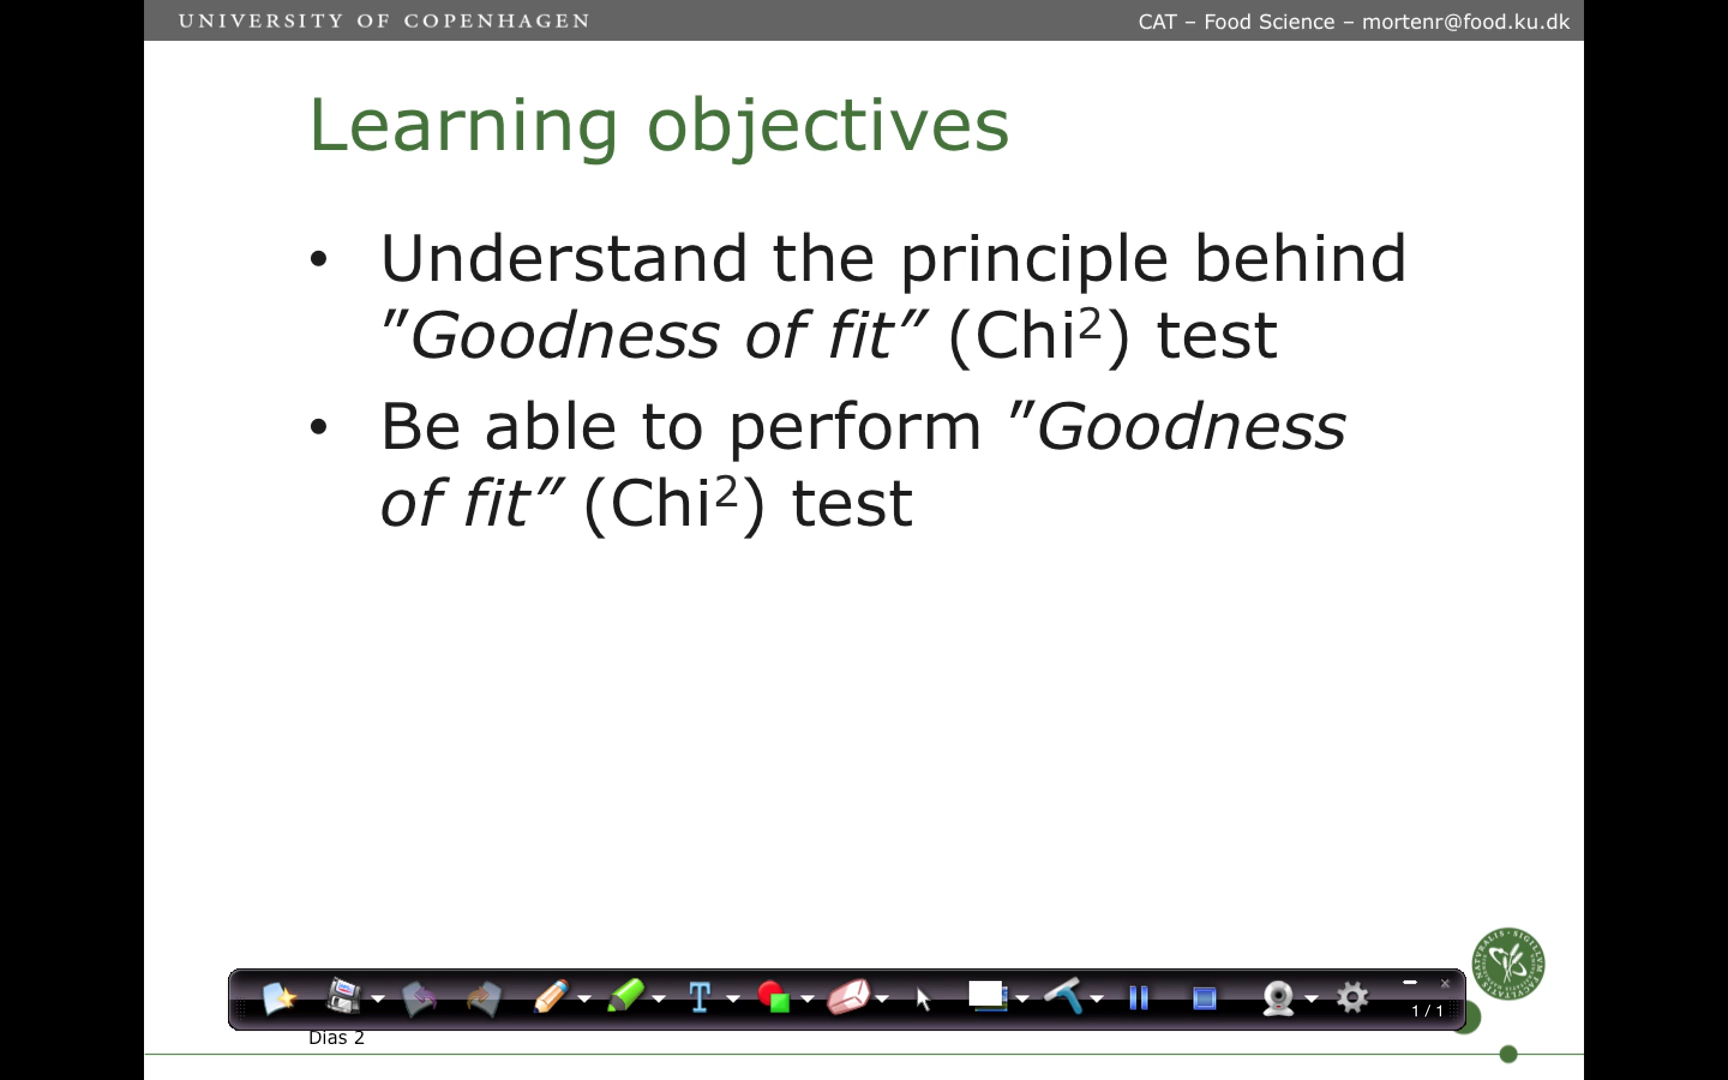 UNIVERSITY OF COPENHAGEN
CAT – Food Science – mortenr@food.ku.dk
Learning objectives
• Understand the principle behind
”Goodness of fit” (Chi²) test
• Be able to perform ”Goodness
of fit” (Chi²) test
T
1 / 1
Dias 2